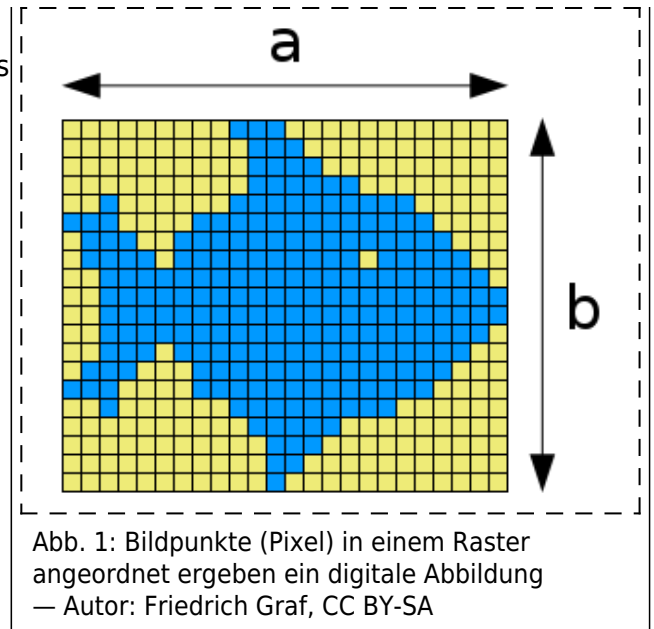 s
a
b
Abb. 1: Bildpunkte (Pixel) in einem Raster
angeordnet ergeben ein digitale Abbildung
— Autor: Friedrich Graf, CC BY-SA